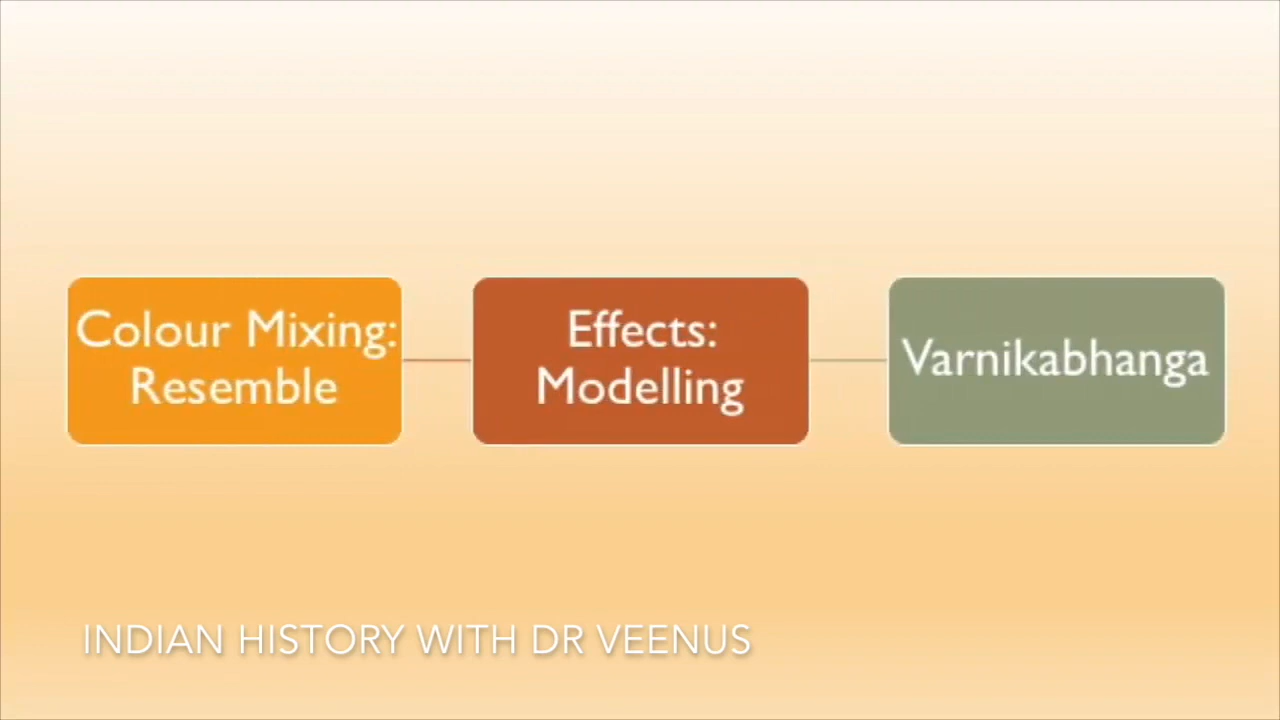 Colour Mixing:
Resemble
Effects:
Modelling
Varnikabhanga
INDIAN HISTORY WITH DR VEENUS